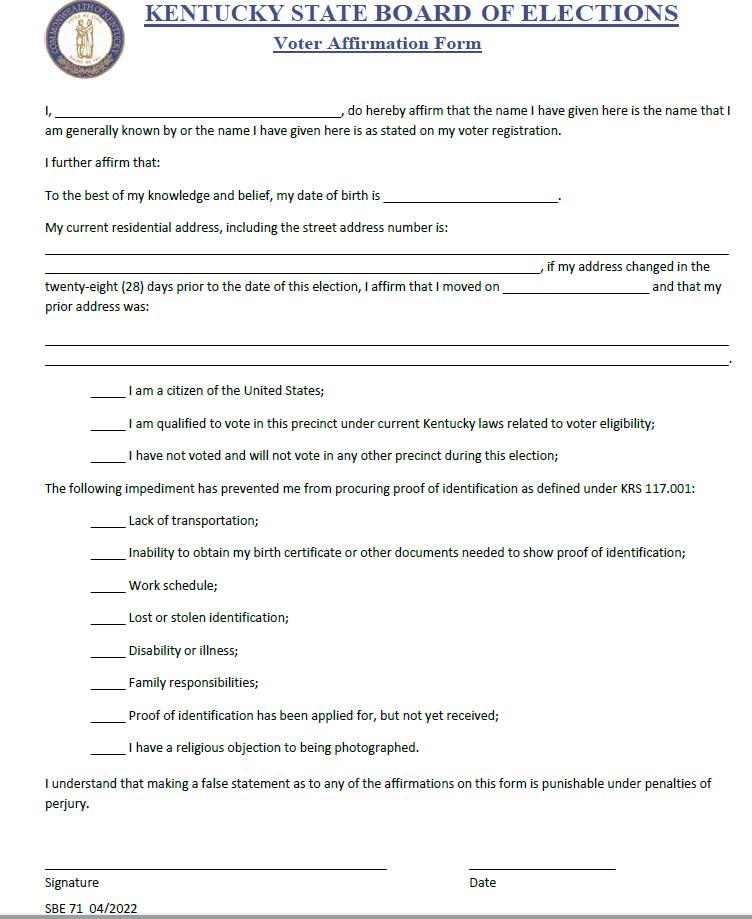 COMMONWEALTH OF KENTUCKY
KENTUCKY STATE BOARD OF ELECTIONS
Voter Affirmation Form
I, ______________________________________, do hereby affirm that the name I have given here is the name that I
am generally known by or the name I have given here is as stated on my voter registration.
I further affirm that:
To the best of my knowledge and belief, my date of birth is _______________________.
My current residential address, including the street address number is:
__________________________________________________________________, if my address changed in the
twenty-eight (28) days prior to the date of this election, I affirm that I moved on ____________________ and that my
prior address was:
_____ I am a citizen of the United States;
_____ I am qualified to vote in this precinct under current Kentucky laws related to voter eligibility;
_____ I have not voted and will not vote in any other precinct during this election;
The following impediment has prevented me from procuring proof of identification as defined under KRS 117.001:
_____ Lack of transportation;
_____ Inability to obtain my birth certificate or other documents needed to show proof of identification;
_____ Work schedule;
_____ Lost or stolen identification;
_____ Disability or illness;
_____ Family responsibilities;
_____ Proof of identification has been applied for, but not yet received;
_____ I have a religious objection to being photographed.
I understand that making a false statement as to any of the affirmations on this form is punishable under penalties of
perjury.
Signature Date
SBE 71 04/2022